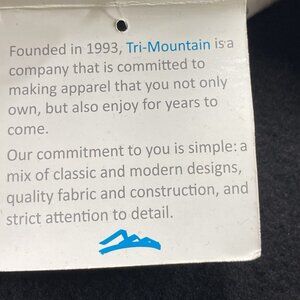 Founded in 1993, Tri-Mountain is a
company that is committed to
making apparel that you not only
own, but also enjoy for years to
come.
Our commitment to you is simple: a
mix of classic and modern designs,
quality fabric and construction, and
strict attention to detail.